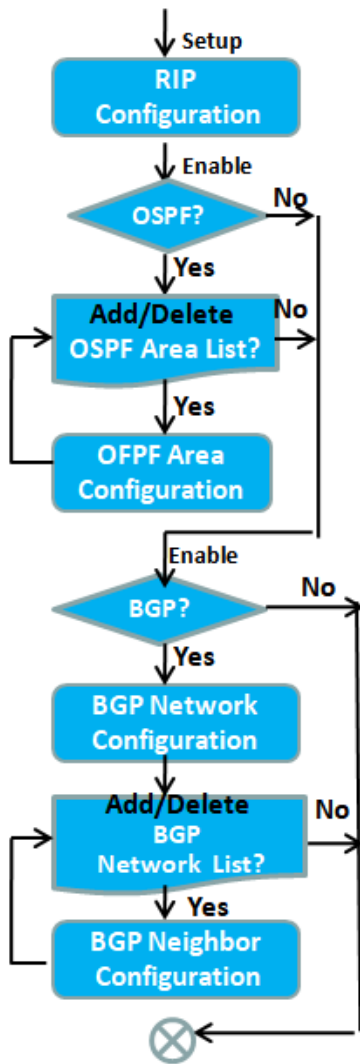 Setup
RIP
Configuration
Enable
OSPF?
No
Yes
Add/Delete
OSPF Area List?
No
Yes
OFPF Area
Configuration
Enable
BGP?
No
Yes
BGP Network
Configuration
Add/Delete
BGP
Network List?
No
Yes
BGP Neighbor
Configuration